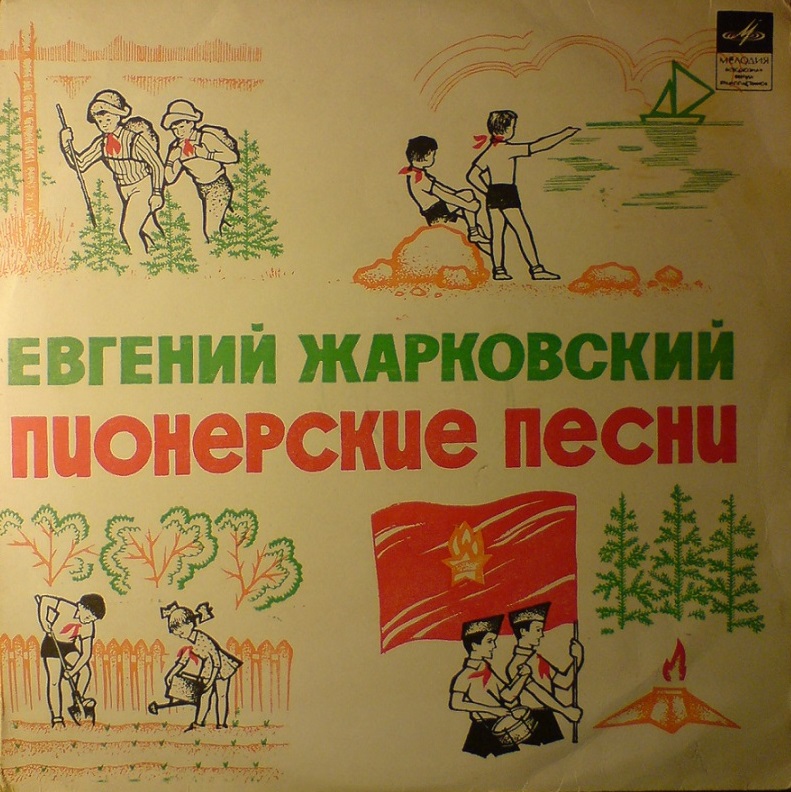 МЕЛОДИЯ
ЕВГЕНИЙ ЖАРКОВСКИЙ
ПИОНЕРСКИЕ ПЕСНИ